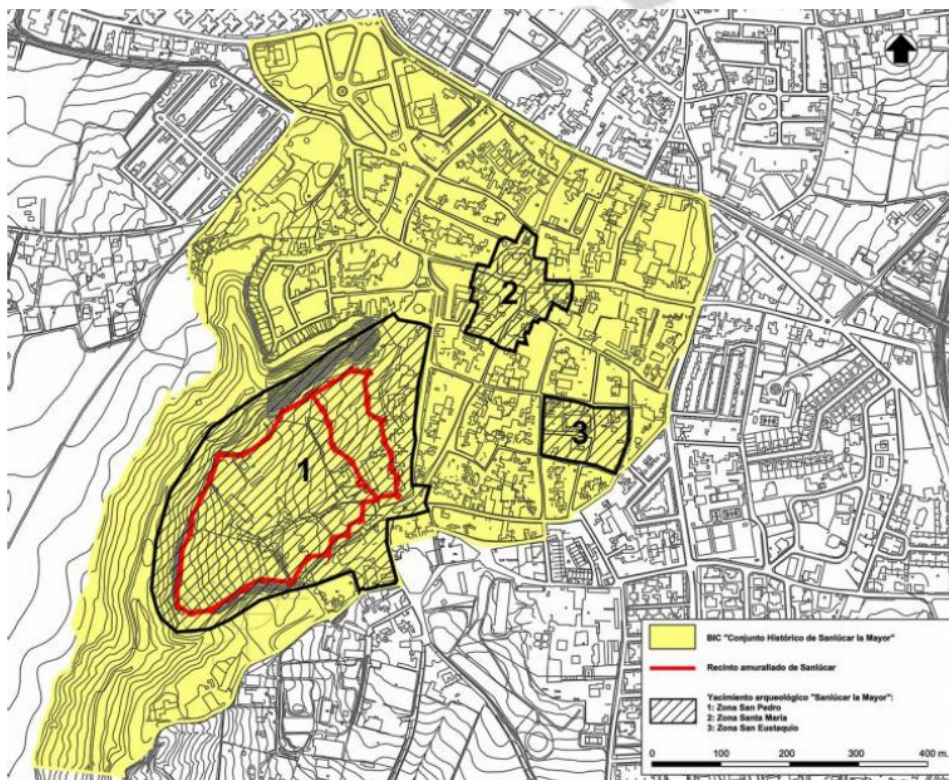 2
3
1
BIC "Conjunto Histórico de Sanlúcar la Mayor"
Recinto amurallado de Sanlúcar
Yacimiento arqueológico "Sanlúcar la Mayor":
1: Zona San Pedro
2: Zona Santa María
3: Zona San Eustaquio
0 100 200 300 400 m.